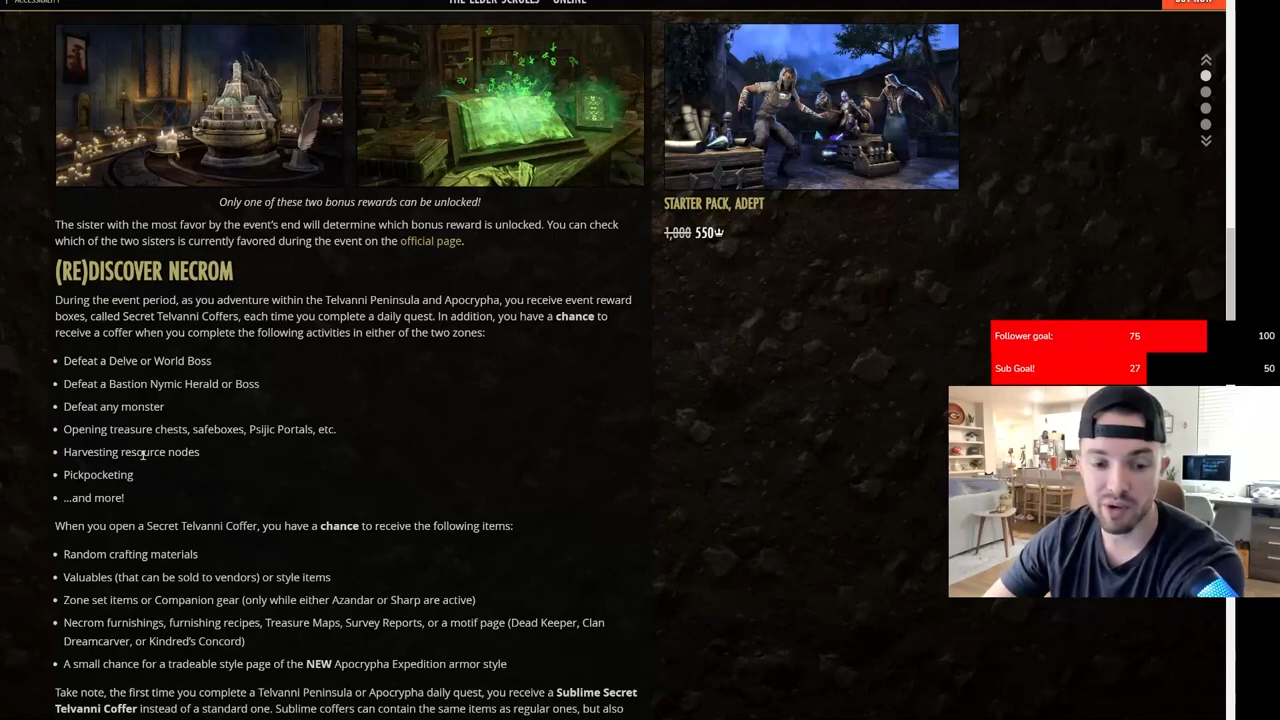 ACCESSIBILITY
THE ELDER SCROLLS ONLINE
BUY NOW
Only one of these two bonus rewards can be unlocked!
The sister with the most favor by the event's end will determine which bonus reward is unlocked. You can check
which of the two sisters is currently favored during the event on the official page.
STARTER PACK, ADEPT
1,000 550
(RE)DISCOVER NECROM
During the event period, as you adventure within the Telvanni Peninsula and Apocrypha, you receive event reward
boxes, called Secret Telvanni Coffers, each time you complete a daily quest. In addition, you have a chance to
receive a coffer when you complete the following activities in either of the two zones:
• Defeat a Delve or World Boss
• Defeat a Bastion Nymic Herald or Boss
• Defeat any monster
• Opening treasure chests, safeboxes, Psijic Portals, etc.
• Harvesting resource nodes
• Pickpocketing
• ...and more!
When you open a Secret Telvanni Coffer, you have a chance to receive the following items:
• Random crafting materials
• Valuables (that can be sold to vendors) or style items
• Zone set items or Companion gear (only while either Azandar or Sharp are active)
• Necrom furnishings, furnishing recipes, Treasure Maps, Survey Reports, or a motif page (Dead Keeper, Clan
Dreamcarver, or Kindred's Concord)
• A small chance for a tradeable style page of the NEW Apocrypha Expedition armor style
Take note, the first time you complete a Telvanni Peninsula or Apocrypha daily quest, you receive a Sublime Secret
Telvanni Coffer instead of a standard one. Sublime coffers can contain the same items as regular ones, but also
Follower goal: 75 100
Sub Goal! 27 50